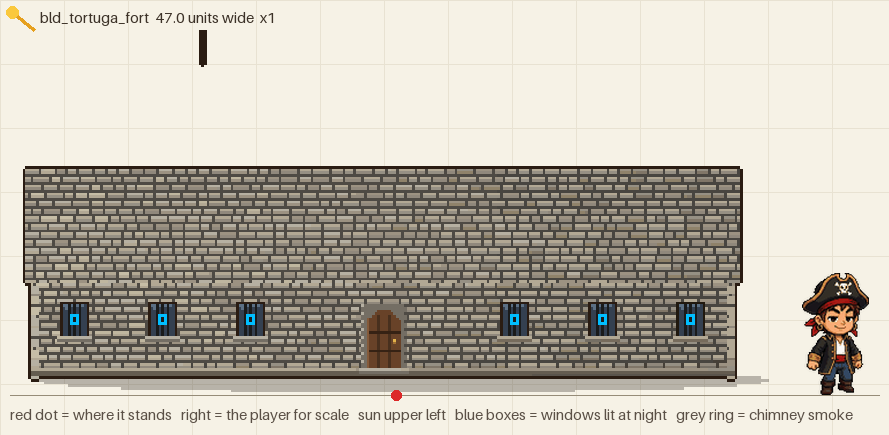 bld_tortuga_fort 47.0 units wide x1
red dot = where it stands right = the player for scale sun upper left blue boxes = windows lit at night grey ring = chimney smoke